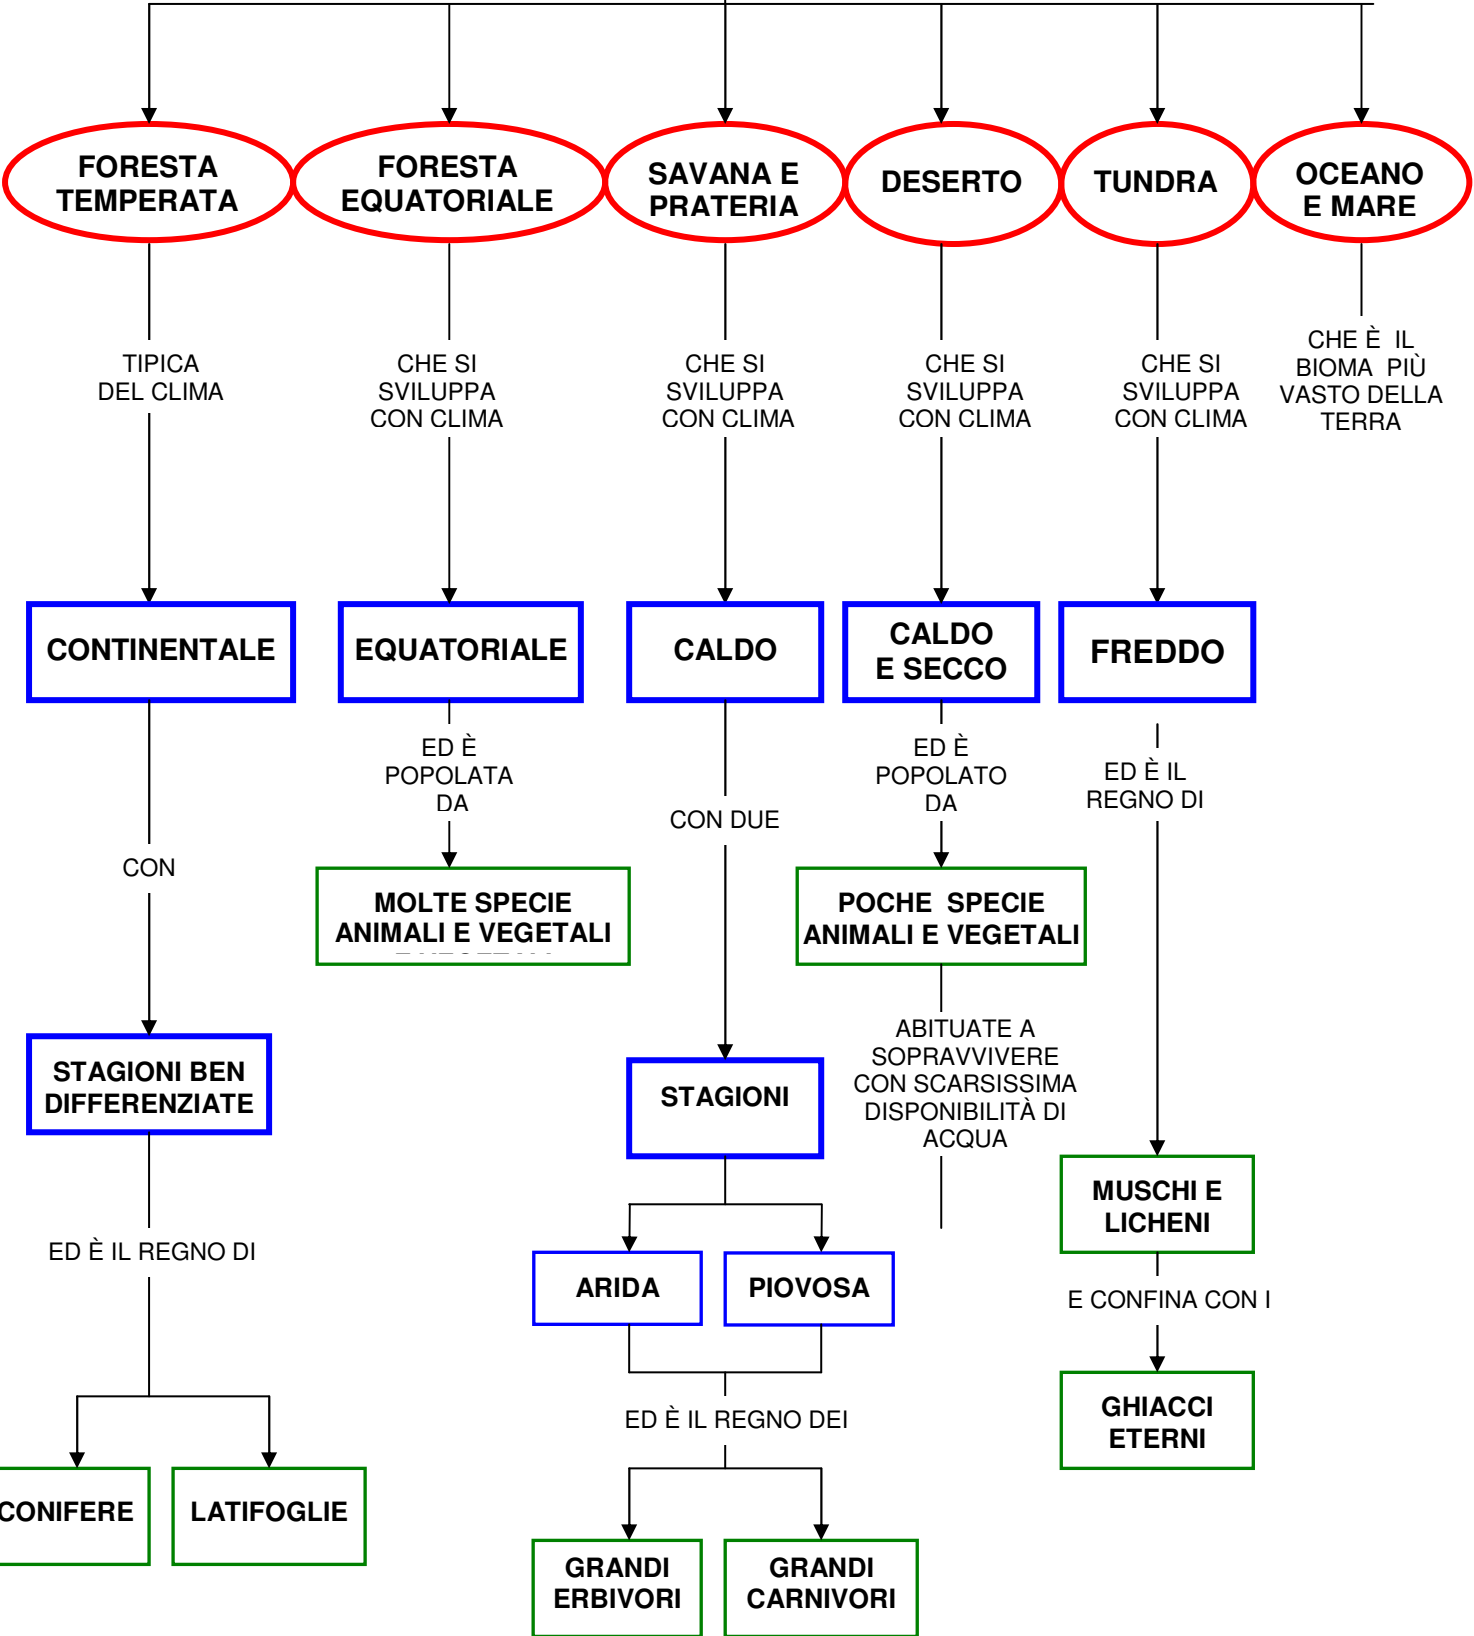 FORESTA
TEMPERATA
FORESTA
EQUATORIALE
SAVANA E
PRATERIA
DESERTO
TUNDRA
OCEANO
E MARE
TIPICA
DEL CLIMA
CHE SI
SVILUPPA
CON CLIMA
CHE SI
SVILUPPA
CON CLIMA
CHE SI
SVILUPPA
CON CLIMA
CHE SI
SVILUPPA
CON CLIMA
CHE È IL
BIOMA PIÙ
VASTO DELLA
TERRA
CONTINENTALE
EQUATORIALE
CALDO
CALDO
E SECCO
FREDDO
CON
ED È
POPOLATA
DA
CON DUE
ED È
POPOLATO
DA
ED È IL
REGNO DI
MOLTE SPECIE
ANIMALI E VEGETALI
POCHE SPECIE
ANIMALI E VEGETALI
STAGIONI BEN
DIFFERENZIATE
STAGIONI
ABITUATE A
SOPRAVVIVERE
CON SCARSISSIMA
DISPONIBILITÀ DI
ACQUA
MUSCHI E
LICHENI
ED È IL REGNO DI
ARIDA
PIOVOSA
E CONFINA CON I
ED È IL REGNO DEI
GHIACCI
ETERNI
CONIFERE
LATIFOGLIE
GRANDI
ERBIVORI
GRANDI
CARNIVORI